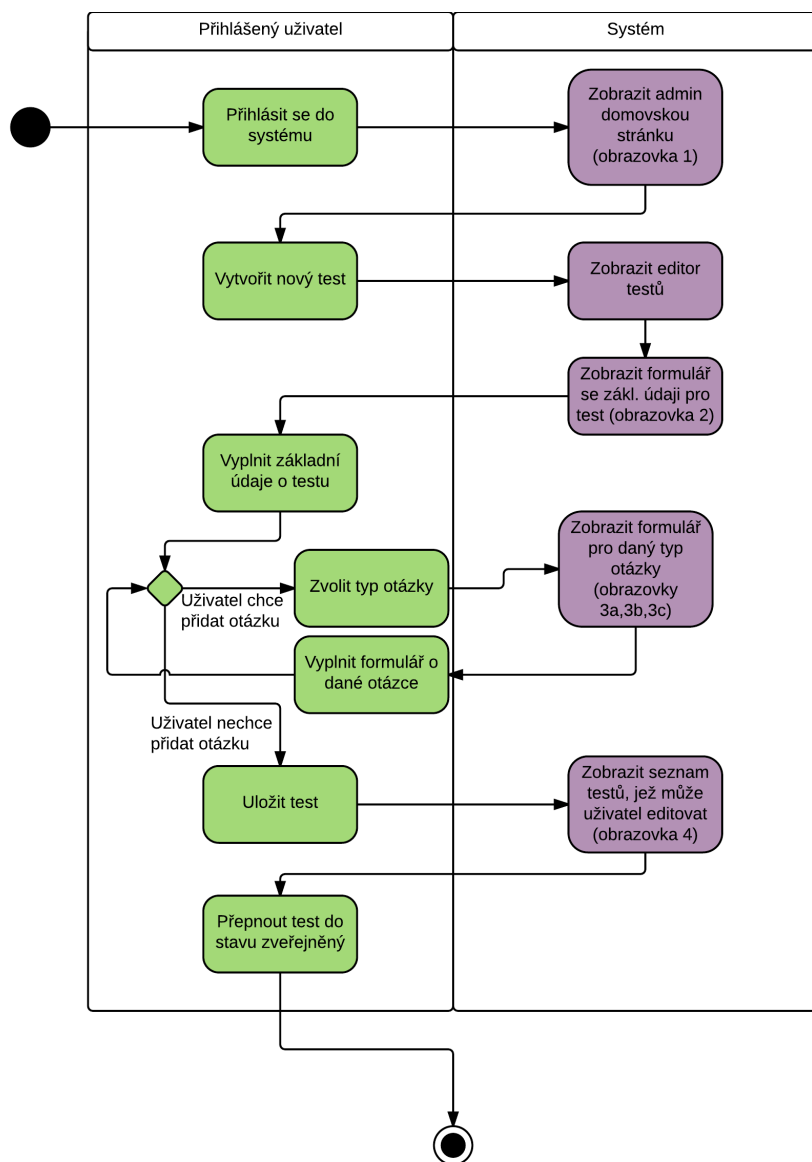 Přihlášený uživatel
Systém
Přihlásit se do
systému
Zobrazit admin
domovskou
stránku
(obrazovka 1)
Vytvořit nový test
Zobrazit editor
testů
Zobrazit formulář
se zákl. údaji pro
test (obrazovka 2)
Vyplnit základní
údaje o testu
Zobrazit formulář
pro daný typ
otázky
(obrazovky
3a,3b,3c)
Zvolit typ otázky
Uživatel chce
přidat otázku
Vyplnit formulář o
dané otázce
Uživatel nechce
přidat otázku
Uložit test
Zobrazit seznam
testů, jež může
uživatel editovat
(obrazovka 4)
Přepnout test do
stavu zveřejněný